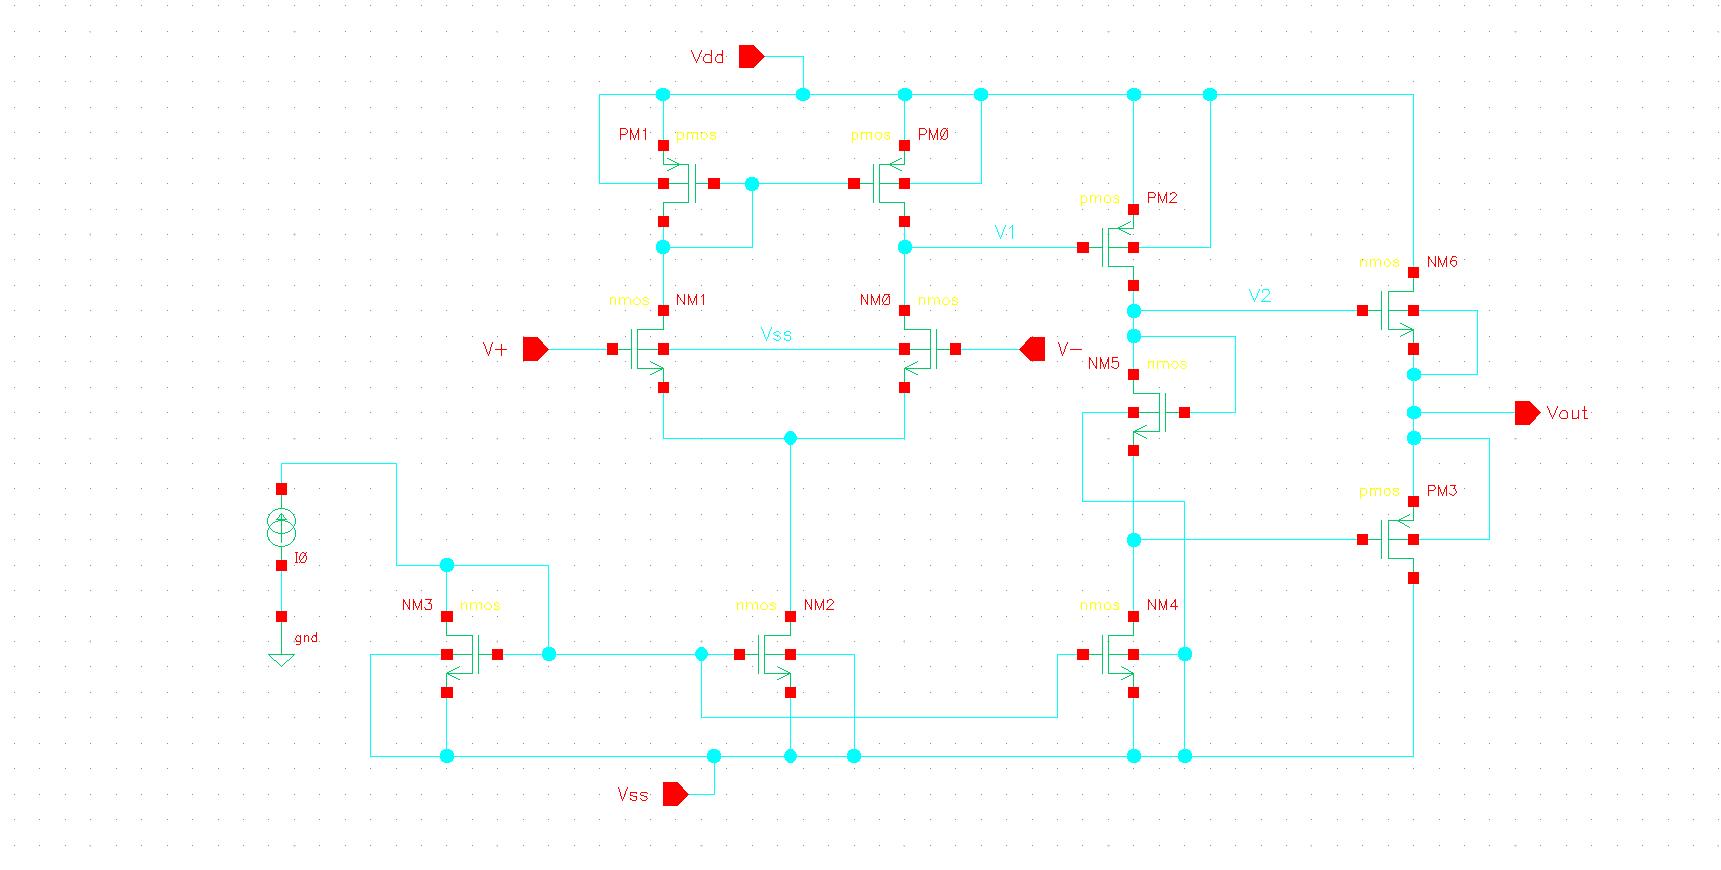 Vdd
PM1 pmos
pmos PM0
pmos PM2
V1
nmos NM6
nmos NM1
NM0 nmos
V2
Vss
V+
V-
NM5 nmos
Vout
pmos PM3
I0
NM3 nmos
nmos NM2
nmos NM4
gnd
Vss